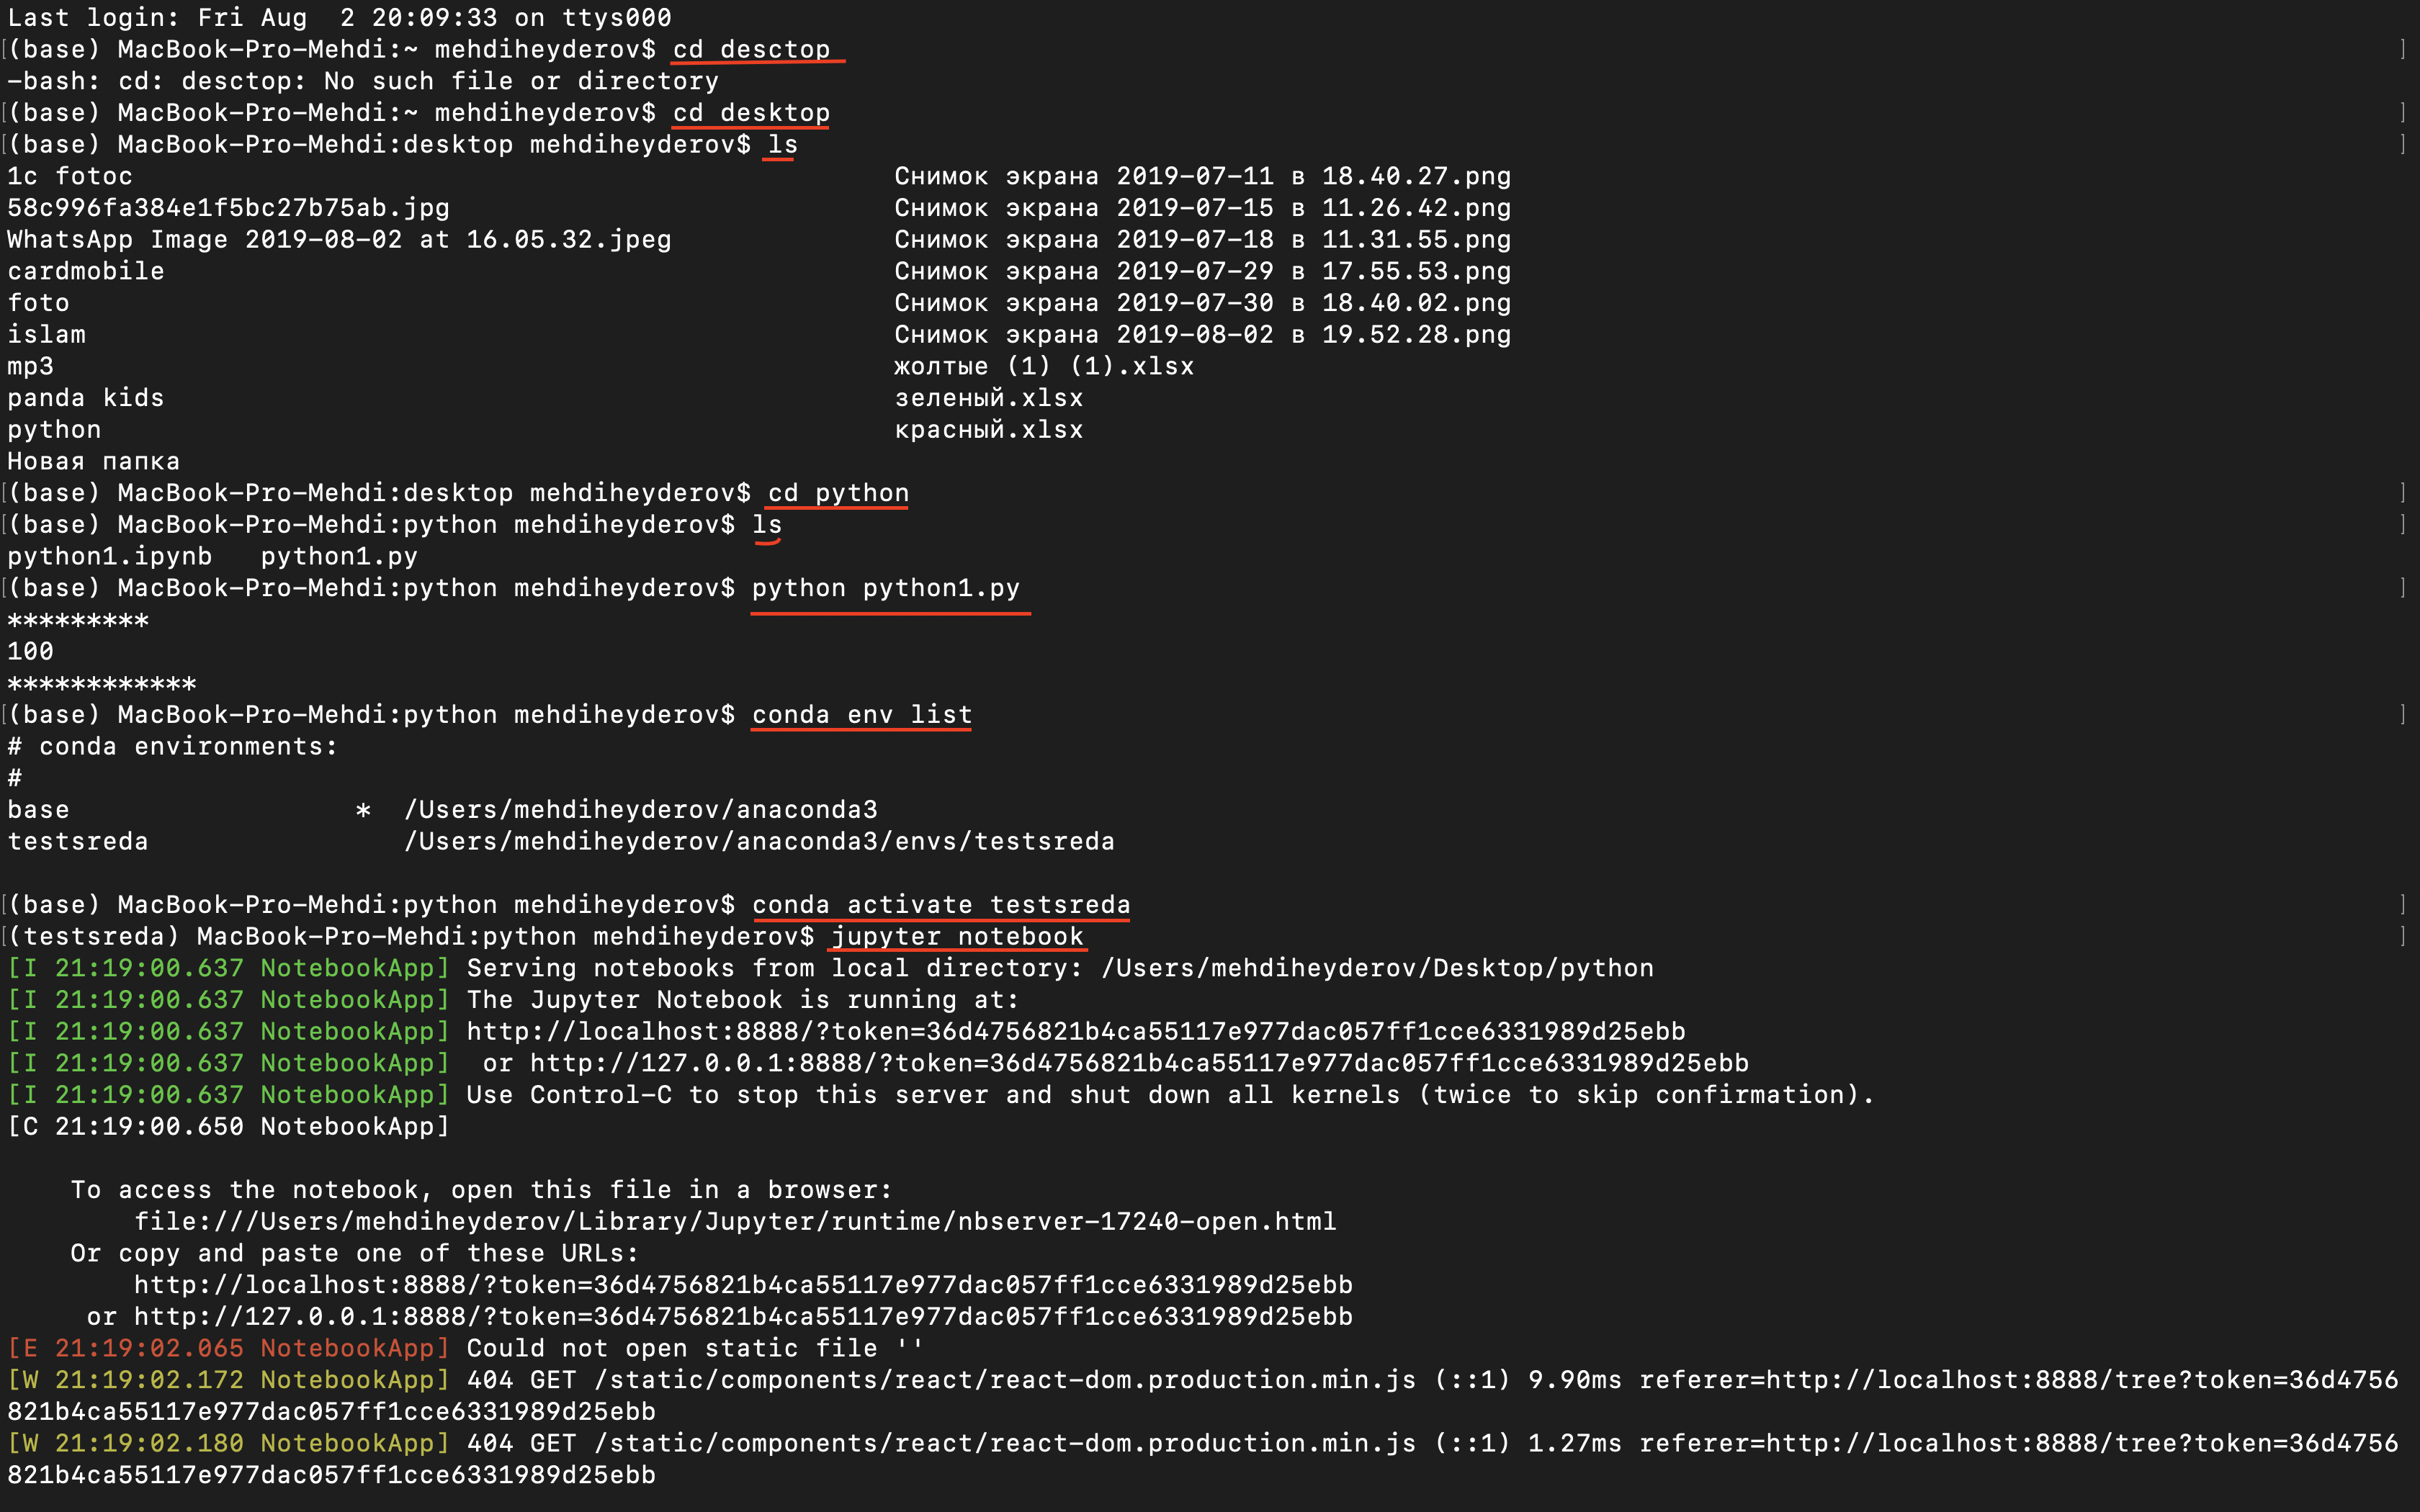 Last login: Fri Aug  2 20:09:33 on ttys000
[(base) MacBook-Pro-Mehdi:~ mehdiheyderov$ cd desctop ]
-bash: cd: desctop: No such file or directory
[(base) MacBook-Pro-Mehdi:~ mehdiheyderov$ cd desktop ]
[(base) MacBook-Pro-Mehdi:desktop mehdiheyderov$ ls ]
1c fotoc Снимок экрана 2019-07-11 в 18.40.27.png
58c996fa384e1f5bc27b75ab.jpg Снимок экрана 2019-07-15 в 11.26.42.png
WhatsApp Image 2019-08-02 at 16.05.32.jpeg Снимок экрана 2019-07-18 в 11.31.55.png
cardmobile Снимок экрана 2019-07-29 в 17.55.53.png
foto Снимок экрана 2019-07-30 в 18.40.02.png
islam Снимок экрана 2019-08-02 в 19.52.28.png
mp3 жолтые (1) (1).xlsx
panda kids зеленый.xlsx
python красный.xlsx
Новая папка
[(base) MacBook-Pro-Mehdi:desktop mehdiheyderov$ cd python ]
[(base) MacBook-Pro-Mehdi:python mehdiheyderov$ ls ]
python1.ipynb   python1.py
[(base) MacBook-Pro-Mehdi:python mehdiheyderov$ python python1.py ]
*********
100
************
[(base) MacBook-Pro-Mehdi:python mehdiheyderov$ conda env list ]
# conda environments:
#
base                  *  /Users/mehdiheyderov/anaconda3
testsreda                /Users/mehdiheyderov/anaconda3/envs/testsreda
[(base) MacBook-Pro-Mehdi:python mehdiheyderov$ conda activate testsreda ]
[(testsreda) MacBook-Pro-Mehdi:python mehdiheyderov$ jupyter notebook ]
[I 21:19:00.637 NotebookApp] Serving notebooks from local directory: /Users/mehdiheyderov/Desktop/python
[I 21:19:00.637 NotebookApp] The Jupyter Notebook is running at:
[I 21:19:00.637 NotebookApp] http://localhost:8888/?token=36d4756821b4ca55117e977dac057ff1cce6331989d25ebb
[I 21:19:00.637 NotebookApp]  or http://127.0.0.1:8888/?token=36d4756821b4ca55117e977dac057ff1cce6331989d25ebb
[I 21:19:00.637 NotebookApp] Use Control-C to stop this server and shut down all kernels (twice to skip confirmation).
[C 21:19:00.650 NotebookApp]
To access the notebook, open this file in a browser:
file:///Users/mehdiheyderov/Library/Jupyter/runtime/nbserver-17240-open.html
Or copy and paste one of these URLs:
http://localhost:8888/?token=36d4756821b4ca55117e977dac057ff1cce6331989d25ebb
or http://127.0.0.1:8888/?token=36d4756821b4ca55117e977dac057ff1cce6331989d25ebb
[E 21:19:02.065 NotebookApp] Could not open static file ''
[W 21:19:02.172 NotebookApp] 404 GET /static/components/react/react-dom.production.min.js (::1) 9.90ms referer=http://localhost:8888/tree?token=36d4756
821b4ca55117e977dac057ff1cce6331989d25ebb
[W 21:19:02.180 NotebookApp] 404 GET /static/components/react/react-dom.production.min.js (::1) 1.27ms referer=http://localhost:8888/tree?token=36d4756
821b4ca55117e977dac057ff1cce6331989d25ebb